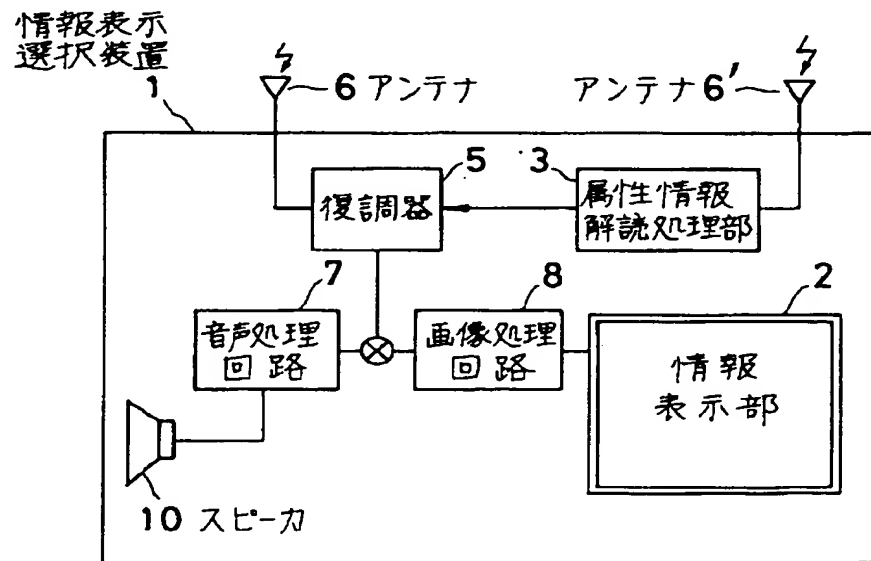 情報表示
選択装置
1
6 アンテナ
アンテナ 6'
5
復調器
3
属性情報
解読処理部
7
音声処理
回路
8
画像処理
回路
2
情報
表示部
10 スピーカ